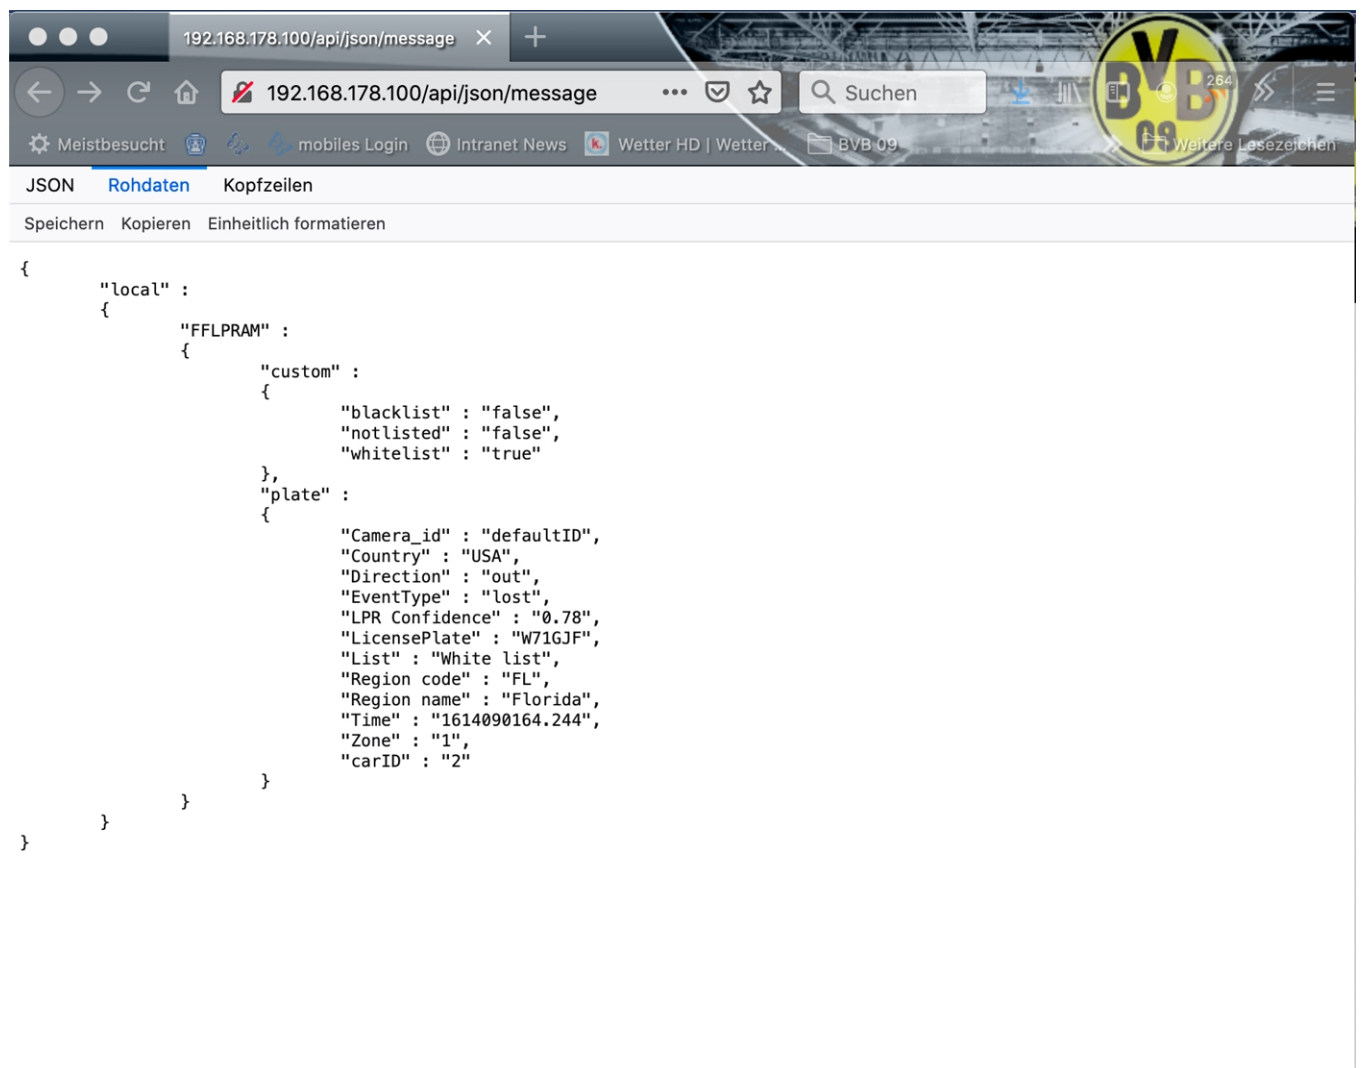 192.168.178.100/api/json/message
192.168.178.100/api/json/message
Suchen
264
Meistbesucht mobiles Login Intranet News k. Wetter HD | Wetter ... BVB 09 Weitere Lesezeichen
BVB
09
JSON Rohdaten Kopfzeilen
Speichern Kopieren Einheitlich formatieren
{
"local" :
{
"FFLPRAM" :
{
"custom" :
{
"blacklist" : "false",
"notlisted" : "false",
"whitelist" : "true"
},
"plate" :
{
"Camera_id" : "defaultID",
"Country" : "USA",
"Direction" : "out",
"EventType" : "lost",
"LPR Confidence" : "0.78",
"LicensePlate" : "W71GJF",
"List" : "White list",
"Region code" : "FL",
"Region name" : "Florida",
"Time" : "1614090164.244",
"Zone" : "1",
"carID" : "2"
}
}
}
}